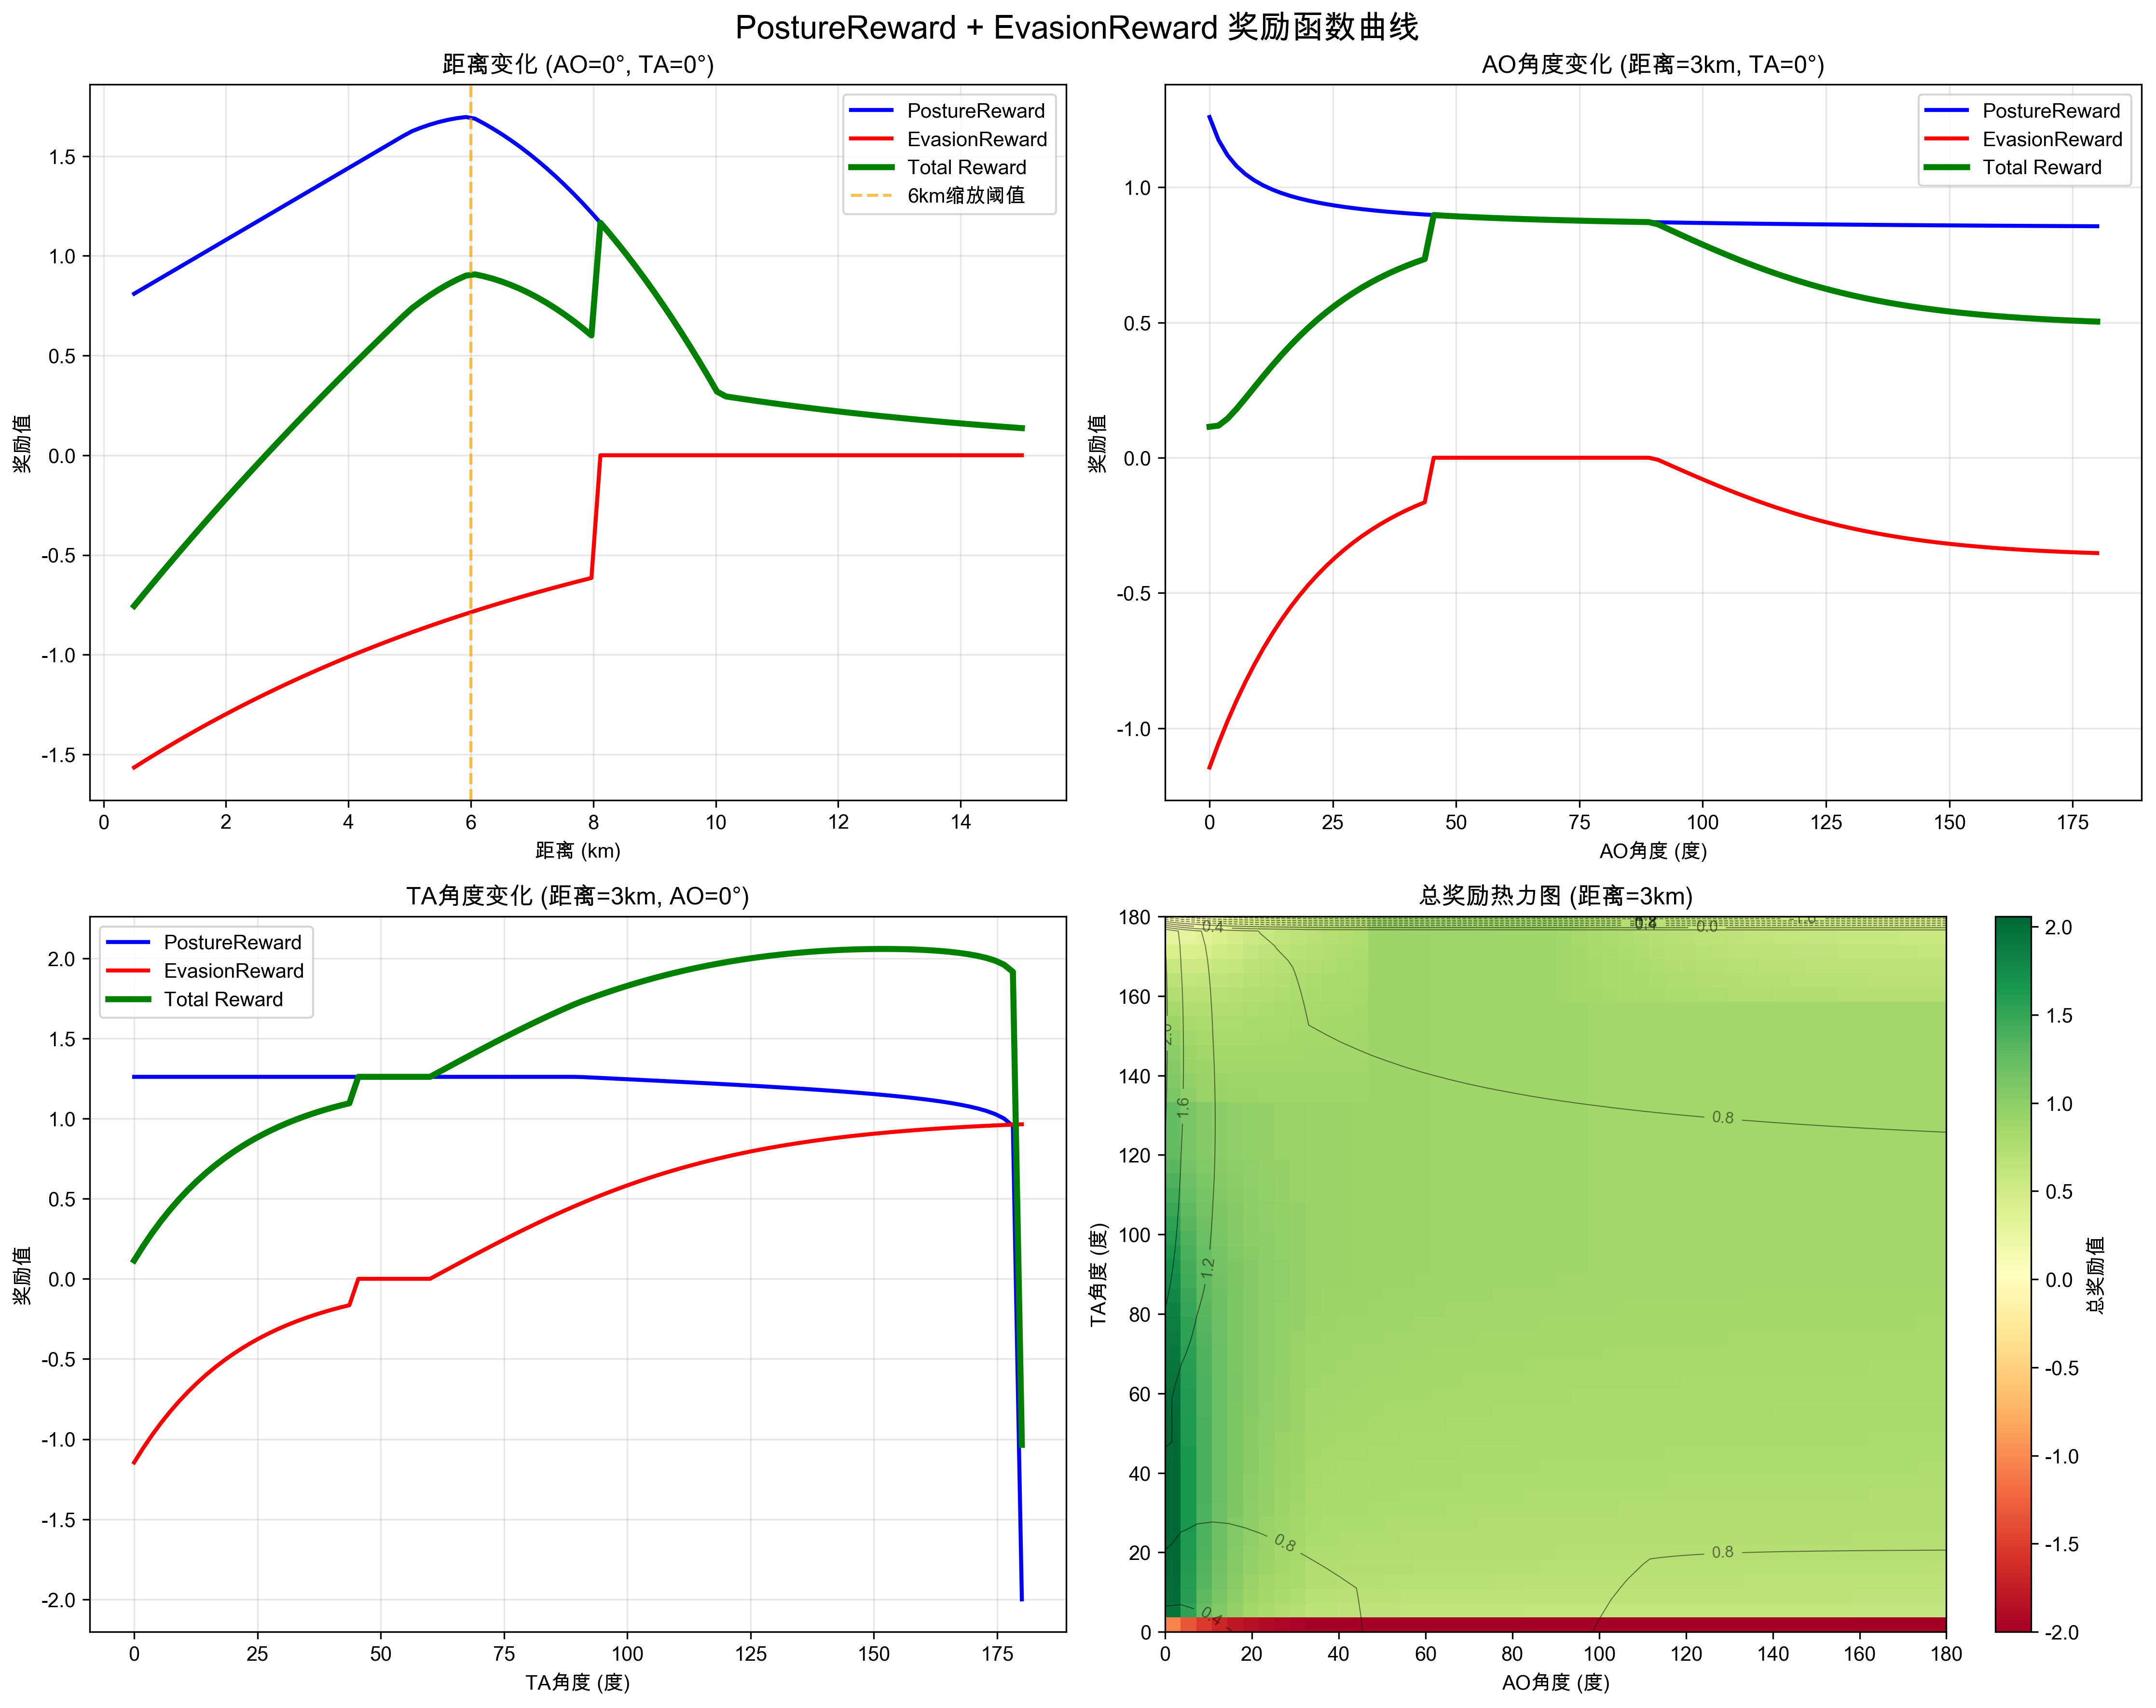 PostureReward + EvasionReward 奖励函数曲线
距离变化 (AO=0°, TA=0°)
奖励值
1.5
1.0
0.5
0.0
-0.5
-1.0
-1.5
PostureReward
EvasionReward
Total Reward
6km缩放阈值
0 2 4 6 8 10 12 14
距离 (km)
AO角度变化 (距离=3km, TA=0°)
奖励值
1.0
0.5
0.0
-0.5
-1.0
PostureReward
EvasionReward
Total Reward
0 25 50 75 100 125 150 175
AO角度 (度)
TA角度变化 (距离=3km, AO=0°)
奖励值
2.0
1.5
1.0
0.5
0.0
-0.5
-1.0
-1.5
-2.0
PostureReward
EvasionReward
Total Reward
0 25 50 75 100 125 150 175
TA角度 (度)
总奖励热力图 (距离=3km)
TA角度 (度)
180
160
140
120
100
80
60
40
20
0
0.4
0.0
1.6
0.8
1.2
0.8
0.8
0.4
0 20 40 60 80 100 120 140 160 180
AO角度 (度)
2.0
1.5
1.0
0.5
0.0
-0.5
-1.0
-1.5
-2.0
总奖励值